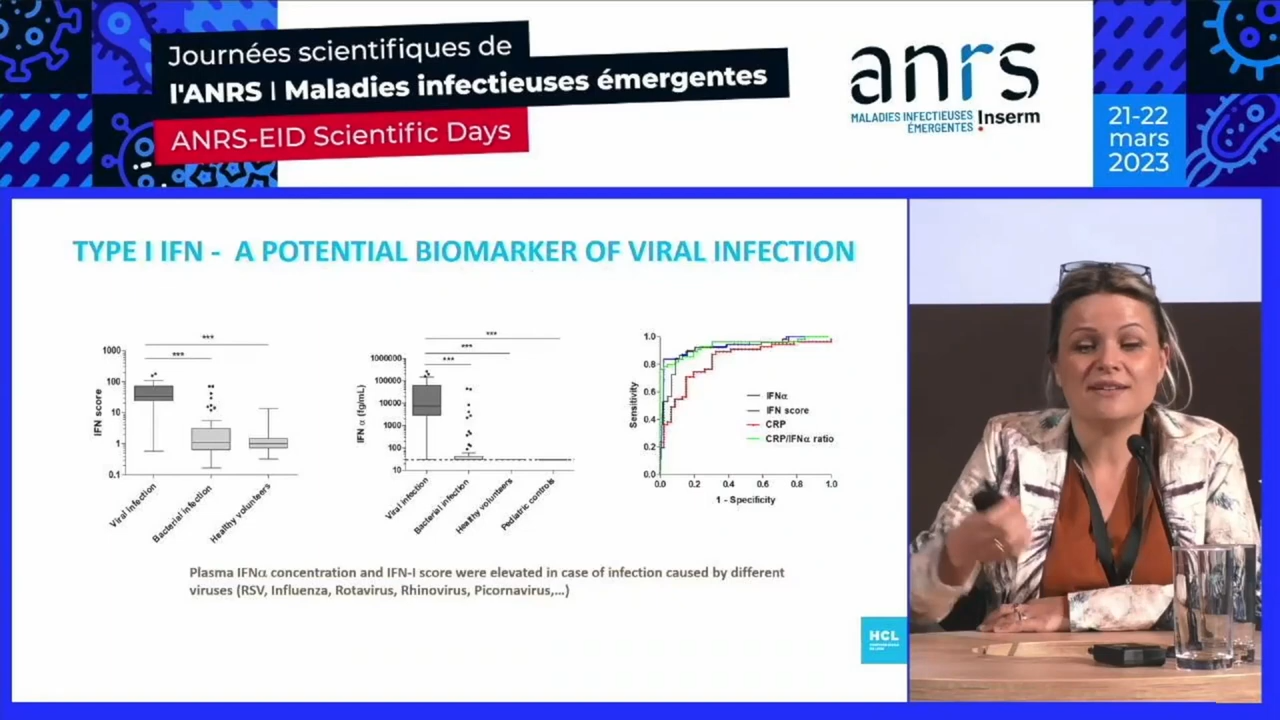 Journées scientifiques de
l'ANRS | Maladies infectieuses émergentes
ANRS-EID Scientific Days
anrs
MALADIES INFECTIEUSES
ÉMERGENTES
Inserm
21-22
mars
2023
TYPE I IFN - A POTENTIAL BIOMARKER OF VIRAL INFECTION
***
***
1000
100
10
1
0.1
IFN score
Viral infection
Bacterial infection
Healthy volunteers
***
***
***
1000000
100000
10000
1000
100
10
IFN α (fg/mL)
Viral infection
Bacterial infection
Healthy volunteers
Pediatric controls
1.0
0.8
0.6
0.4
0.2
0.0
Sensitivity
IFNα
IFN score
CRP
CRP/IFNα ratio
0.0 0.2 0.4 0.6 0.8 1.0
1 - Specificity
Plasma IFNα concentration and IFN-I score were elevated in case of infection caused by different
viruses (RSV, Influenza, Rotavirus, Rhinovirus, Picornavirus,...)
HCL